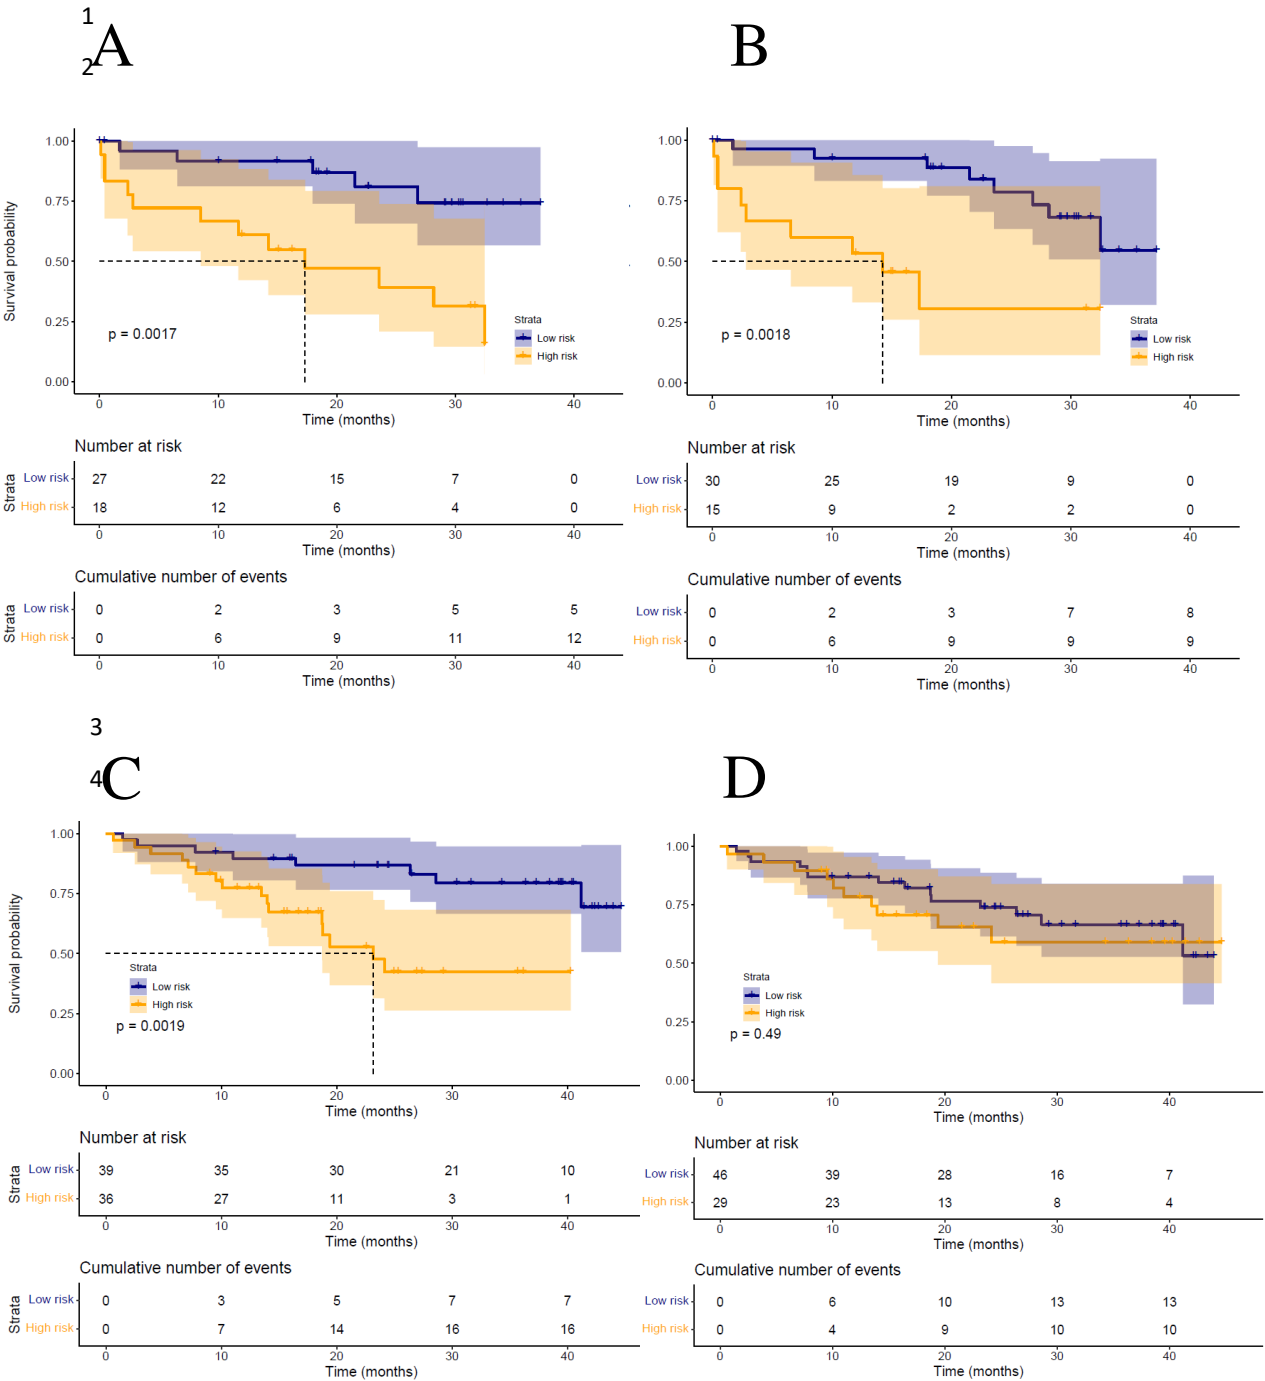 1
2
A
B
Survival probability
1.00
0.75
0.50
0.25
0.00
p = 0.0017
Strata
Low risk
High risk
0 10 20 30 40
Time (months)
1.00
0.75
0.50
0.25
0.00
p = 0.0018
Strata
Low risk
High risk
0 10 20 30 40
Time (months)
Number at risk
Strata
Low risk 27 22 15 7 0
High risk 18 12 6 4 0
0 10 20 30 40
Time (months)
Number at risk
Low risk 30 25 19 9 0
High risk 15 9 2 2 0
0 10 20 30 40
Time (months)
Cumulative number of events
Strata
Low risk 0 2 3 5 5
High risk 0 6 9 11 12
0 10 20 30 40
Time (months)
Cumulative number of events
Low risk 0 2 3 7 8
High risk 0 6 9 9 9
0 10 20 30 40
Time (months)
3
4
C
D
Survival probability
1.00
0.75
0.50
0.25
0.00
Strata
Low risk
High risk
p = 0.0019
0 10 20 30 40
Time (months)
1.00
0.75
0.50
0.25
0.00
Strata
Low risk
High risk
p = 0.49
0 10 20 30 40
Time (months)
Number at risk
Strata
Low risk 39 35 30 21 10
High risk 36 27 11 3 1
0 10 20 30 40
Time (months)
Number at risk
Low risk 46 39 28 16 7
High risk 29 23 13 8 4
0 10 20 30 40
Time (months)
Cumulative number of events
Strata
Low risk 0 3 5 7 7
High risk 0 7 14 16 16
0 10 20 30 40
Time (months)
Cumulative number of events
Low risk 0 6 10 13 13
High risk 0 4 9 10 10
0 10 20 30 40
Time (months)